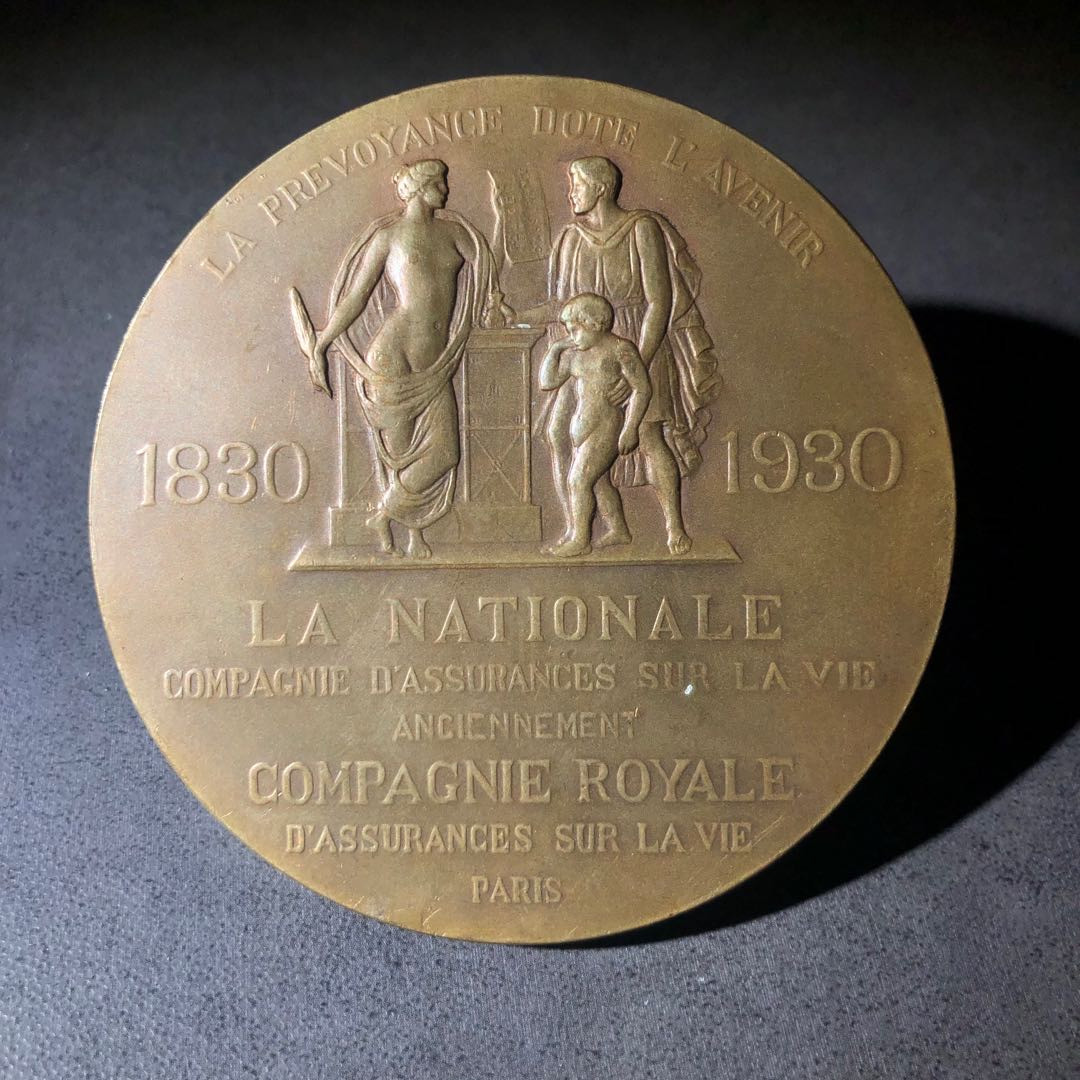 LA PREVOYANCE DOTE L'AVENIR
1830 1930
LA NATIONALE
COMPAGNIE D'ASSURANCES SUR LA VIE
ANCIENNEMENT
COMPAGNIE ROYALE
D'ASSURANCES SUR LA VIE
PARIS